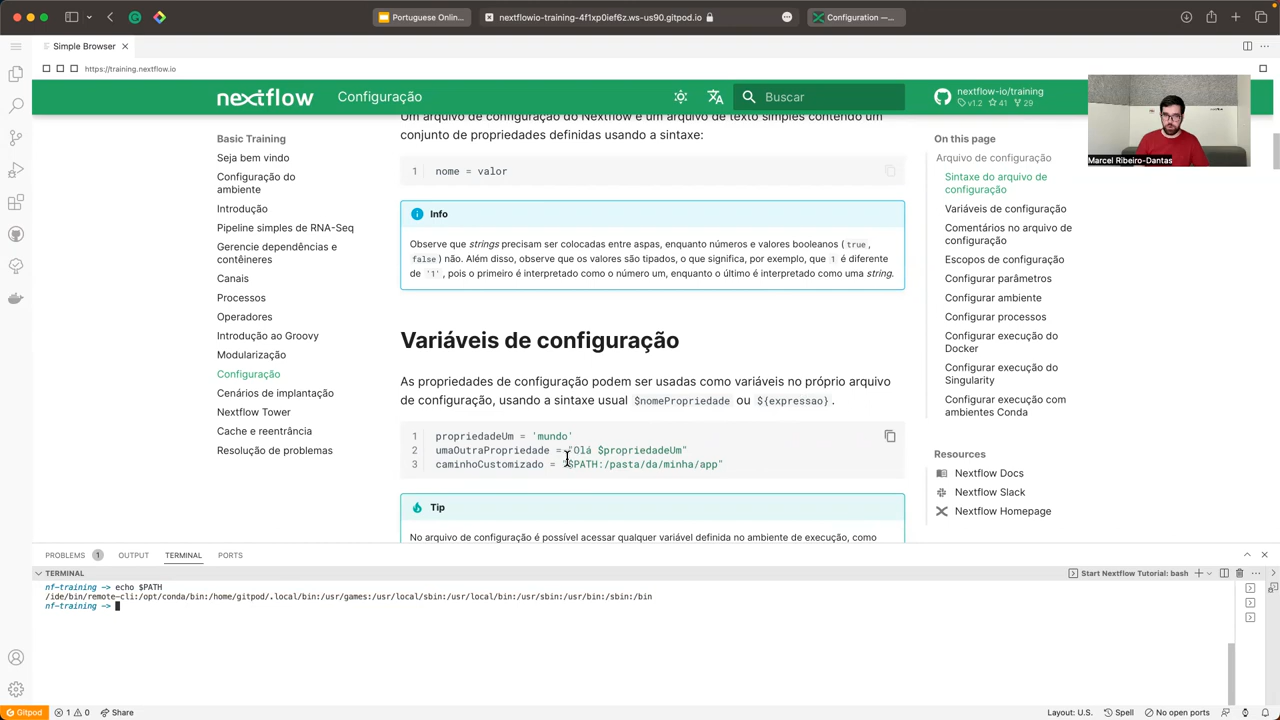 Portuguese Onlin...
nextflowio-training-4f1xp0ief6z.ws-us90.gitpod.io
Configuration —...
Simple Browser
https://training.nextflow.io
nextflow
Configuração
Buscar
nextflow-io/training
v1.2 41 29
Marcel Ribeiro-Dantas
Basic Training
Seja bem vindo
Configuração do
ambiente
Introdução
Pipeline simples de RNA-Seq
Gerencie dependências e
contêineres
Canais
Processos
Operadores
Introdução ao Groovy
Modularização
Configuração
Cenários de implantação
Nextflow Tower
Cache e reentrância
Resolução de problemas
Um arquivo de configuração do Nextflow é um arquivo de texto simples contendo um
conjunto de propriedades definidas usando a sintaxe:
1 nome = valor
Info
Observe que strings precisam ser colocadas entre aspas, enquanto números e valores booleanos ( true ,
false ) não. Além disso, observe que os valores são tipados, o que significa, por exemplo, que 1 é diferente
de '1' , pois o primeiro é interpretado como o número um, enquanto o último é interpretado como uma string.
Variáveis de configuração
As propriedades de configuração podem ser usadas como variáveis no próprio arquivo
de configuração, usando a sintaxe usual $nomePropriedade ou ${expressao} .
1 propriedadeUm = 'mundo'
2 umaOutraPropriedade = "Olá $propriedadeUm"
3 caminhoCustomizado = "$PATH:/pasta/da/minha/app"
Tip
No arquivo de configuração é possível acessar qualquer variável definida no ambiente de execução, como
On this page
Arquivo de configuração
Sintaxe do arquivo de
configuração
Variáveis de configuração
Comentários no arquivo de
configuração
Escopos de configuração
Configurar parâmetros
Configurar ambiente
Configurar processos
Configurar execução do
Docker
Configurar execução do
Singularity
Configurar execução com
ambientes Conda
Resources
Nextflow Docs
Nextflow Slack
Nextflow Homepage
PROBLEMS 1 OUTPUT TERMINAL PORTS
TERMINAL
Start Nextflow Tutorial: bash
nf-training -> echo $PATH
/ide/bin/remote-cli:/opt/conda/bin:/home/gitpod/.local/bin:/usr/games:/usr/local/sbin:/usr/local/bin:/usr/sbin:/usr/bin:/sbin:/bin
nf-training ->
Gitpod 1 0 Share
Layout: U.S. Spell No open ports